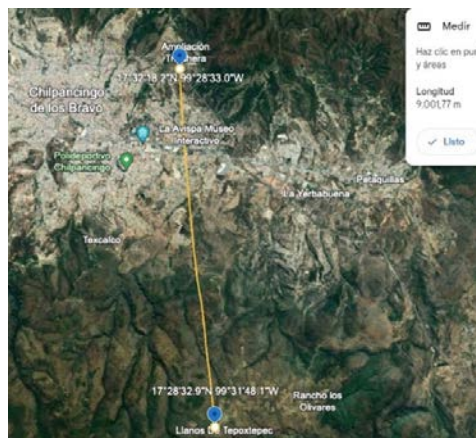 Medir
Haz clic en pu
y áreas
Longitud
9.001,77 m
Listo
Ampliación
17°32'18.2"N 99°28'33.0"W
Chilpancingo
de los Bravo
La Avispa Museo
Interactivo
Polideportivo
Chilpancingo
Petaquillas
La Yerbabuena
Texcalco
17°28'32.9"N 99°31'48.1"W
Rancho los
Olivares
Llanos De Tepoxtepec